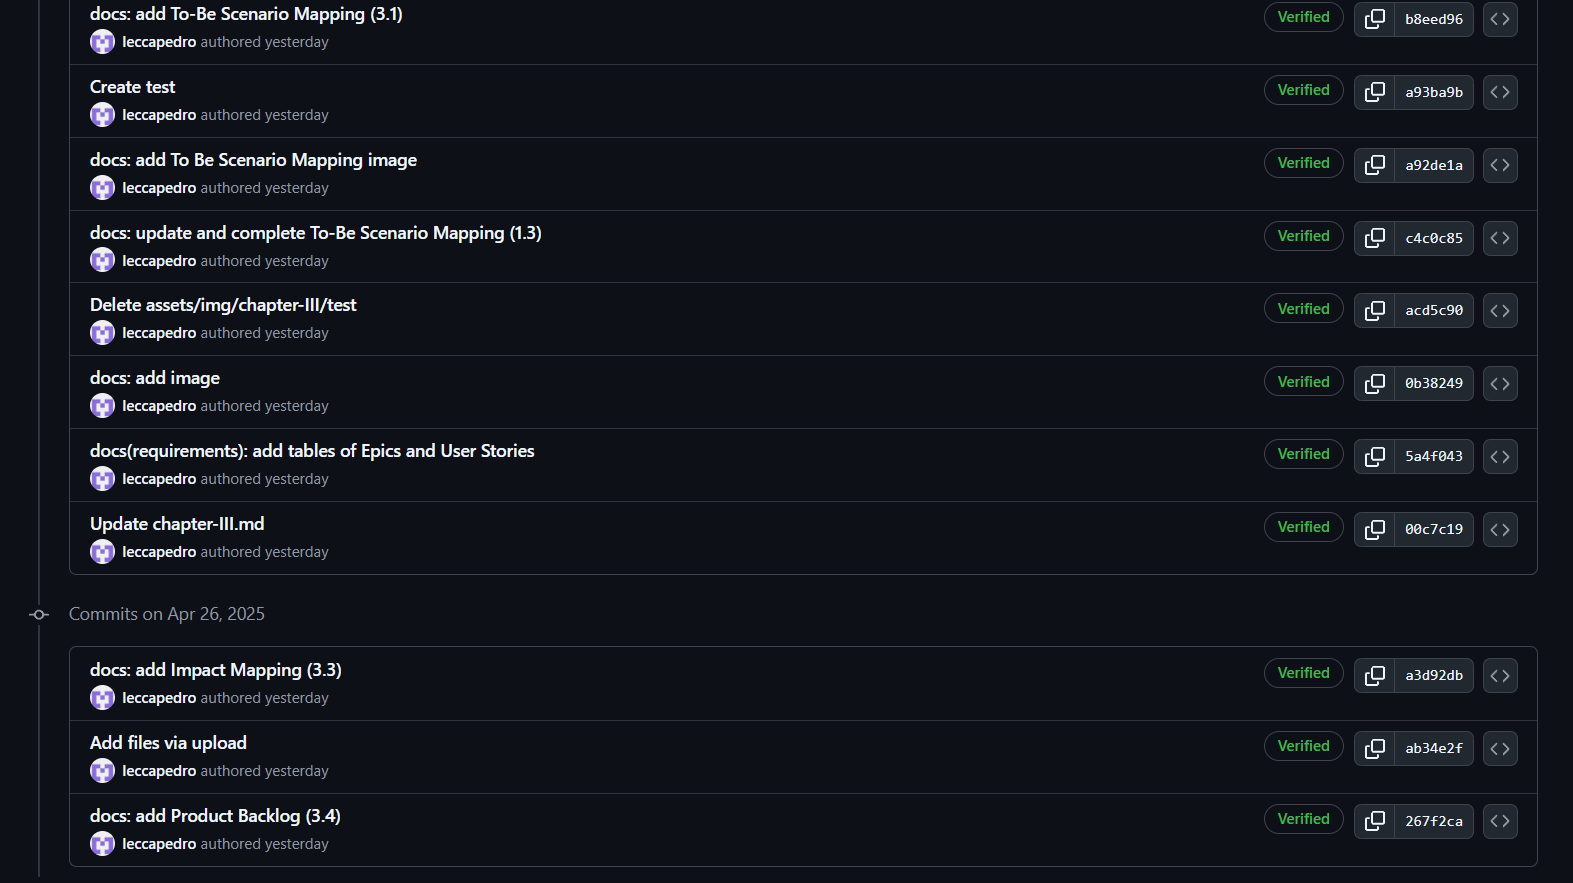 docs: add To-Be Scenario Mapping (3.1)
Verified
b8eed96
leccapedro authored yesterday
Create test
Verified
a93ba9b
leccapedro authored yesterday
docs: add To Be Scenario Mapping image
Verified
a92de1a
leccapedro authored yesterday
docs: update and complete To-Be Scenario Mapping (1.3)
Verified
c4c0c85
leccapedro authored yesterday
Delete assets/img/chapter-III/test
Verified
acd5c90
leccapedro authored yesterday
docs: add image
Verified
0b38249
leccapedro authored yesterday
docs(requirements): add tables of Epics and User Stories
Verified
5a4f043
leccapedro authored yesterday
Update chapter-III.md
Verified
00c7c19
leccapedro authored yesterday
Commits on Apr 26, 2025
docs: add Impact Mapping (3.3)
Verified
a3d92db
leccapedro authored yesterday
Add files via upload
Verified
ab34e2f
leccapedro authored yesterday
docs: add Product Backlog (3.4)
Verified
267f2ca
leccapedro authored yesterday